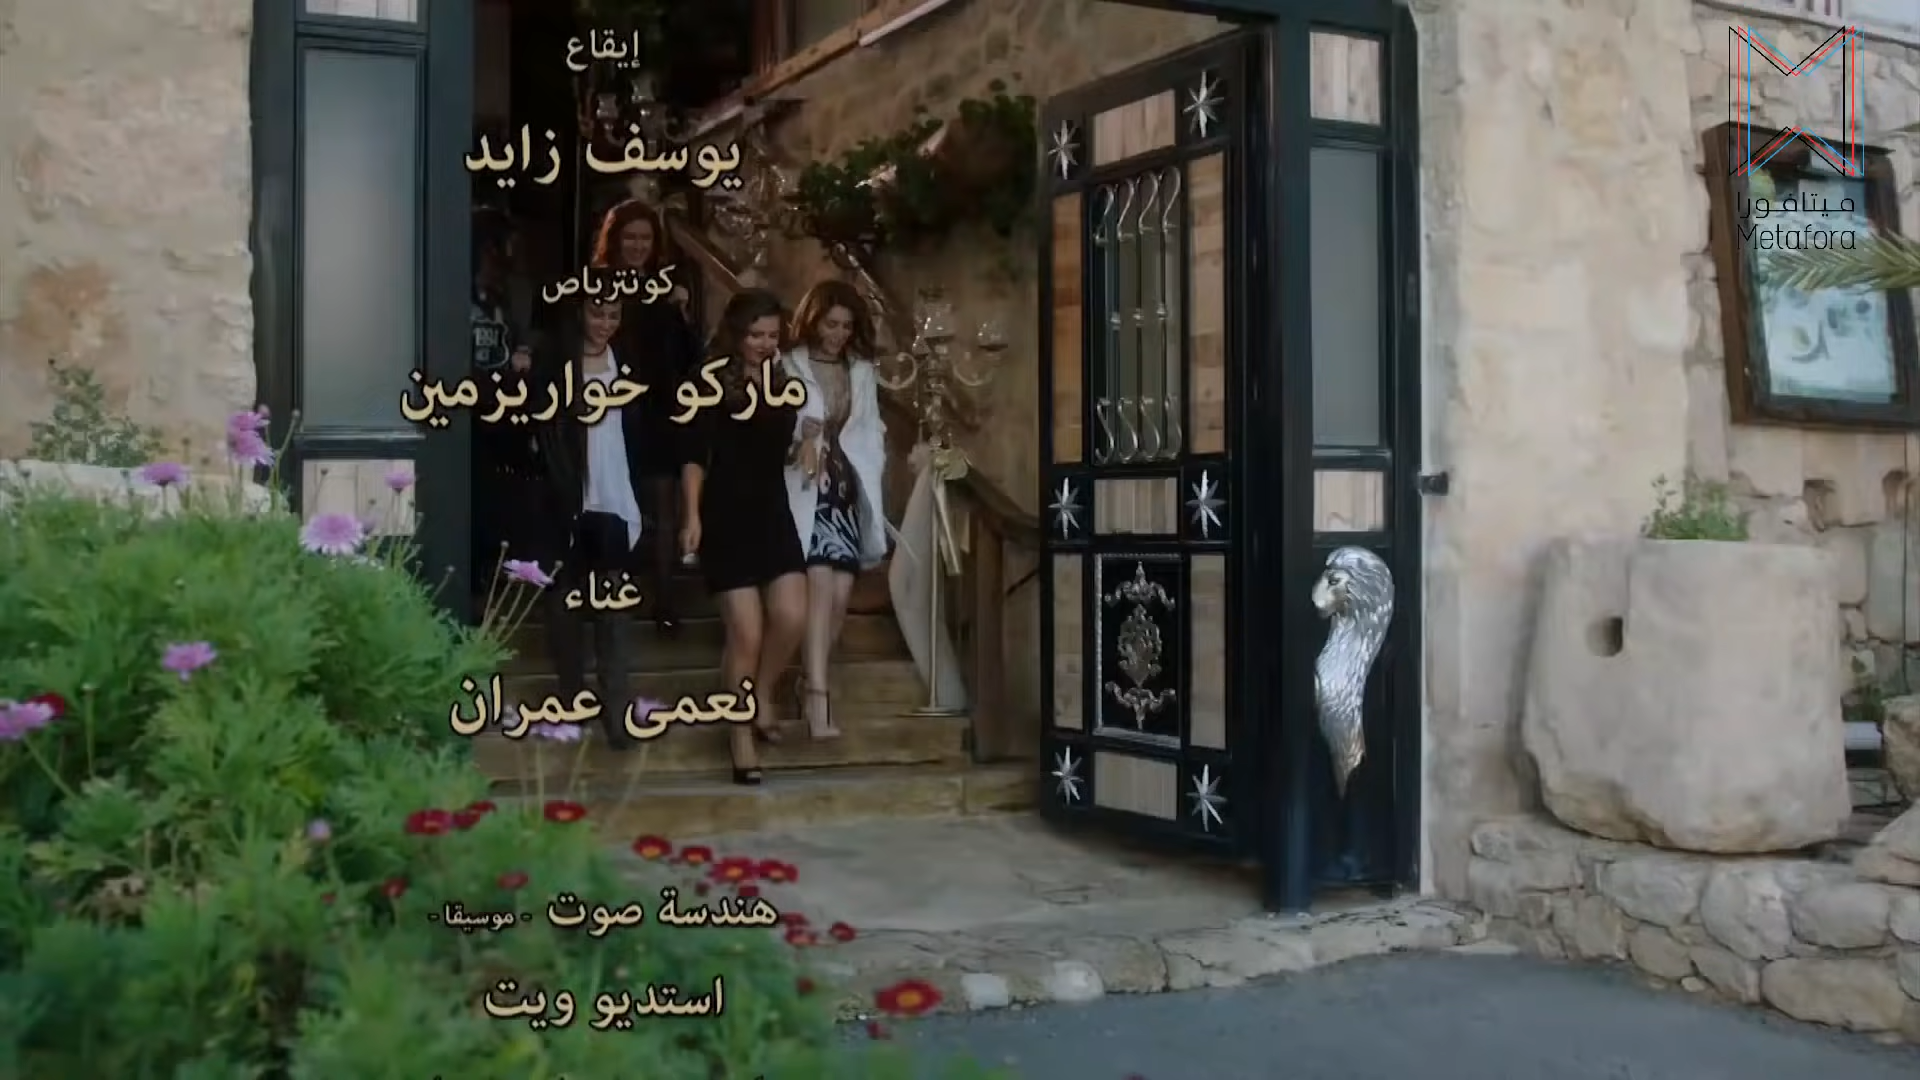 إيقاع
يوسف زايد
كونترباص
ماركو خواريزمين
غناء
نعمى عمران
هندسة صوت - موسيقا -
استديو ويت
ميتافورا
Metafora